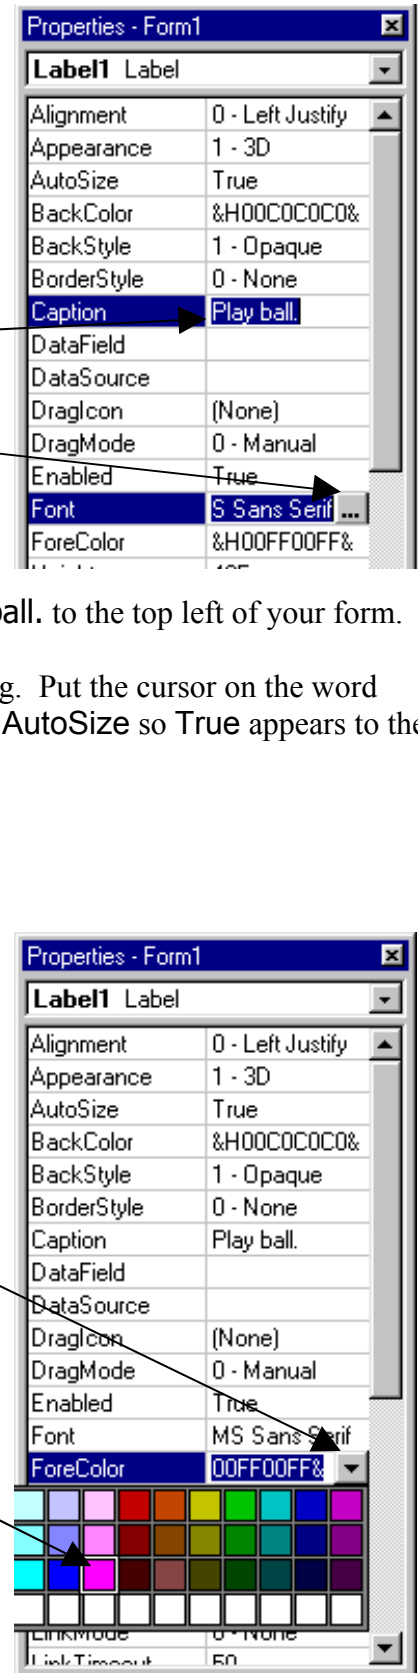 Properties - Form1
Label1 Label
Alignment 0 - Left Justify
Appearance 1 - 3D
AutoSize True
BackColor &H00C0C0C0&
BackStyle 1 - Opaque
BorderStyle 0 - None
Caption Play ball.
DataField
DataSource
DragIcon (None)
DragMode 0 - Manual
Enabled True
Font S Sans Serif ...
ForeColor &H00FF00FF&
ball. to the top left of your form.
g. Put the cursor on the word
AutoSize so True appears to the
Properties - Form1
Label1 Label
Alignment 0 - Left Justify
Appearance 1 - 3D
AutoSize True
BackColor &H00C0C0C0&
BackStyle 1 - Opaque
BorderStyle 0 - None
Caption Play ball.
DataField
DataSource
DragIcon (None)
DragMode 0 - Manual
Enabled True
Font MS Sans Serif
ForeColor 00FF00FF&
LinkMode 0 - None
LinkTimeout 50